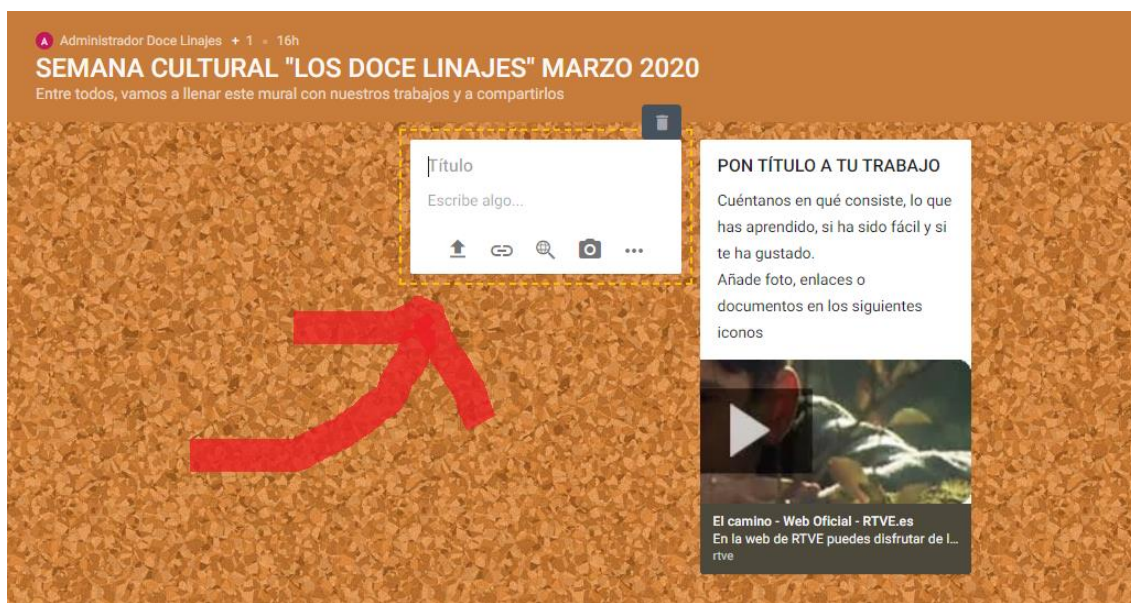 A Administrador Doce Linajes + 1 • 16h
SEMANA CULTURAL "LOS DOCE LINAJES" MARZO 2020
Entre todos, vamos a llenar este mural con nuestros trabajos y a compartirlos
Título
Escribe algo...
PON TÍTULO A TU TRABAJO
Cuéntanos en qué consiste, lo que
has aprendido, si ha sido fácil y si
te ha gustado.
Añade foto, enlaces o
documentos en los siguientes
iconos
El camino - Web Oficial - RTVE.es
En la web de RTVE puedes disfrutar de l...
rtve